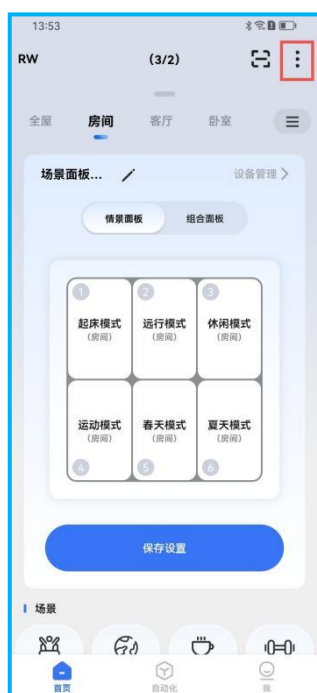 13:53
RW (3/2)
全屋 房间 客厅 卧室
场景面板... 设备管理
情景面板 组合面板
1 2 3
起床模式 远行模式 休闲模式
(房间) (房间) (房间)
运动模式 春天模式 夏天模式
(房间) (房间) (房间)
4 5 6
保存设置
场景
首页 自动化 我